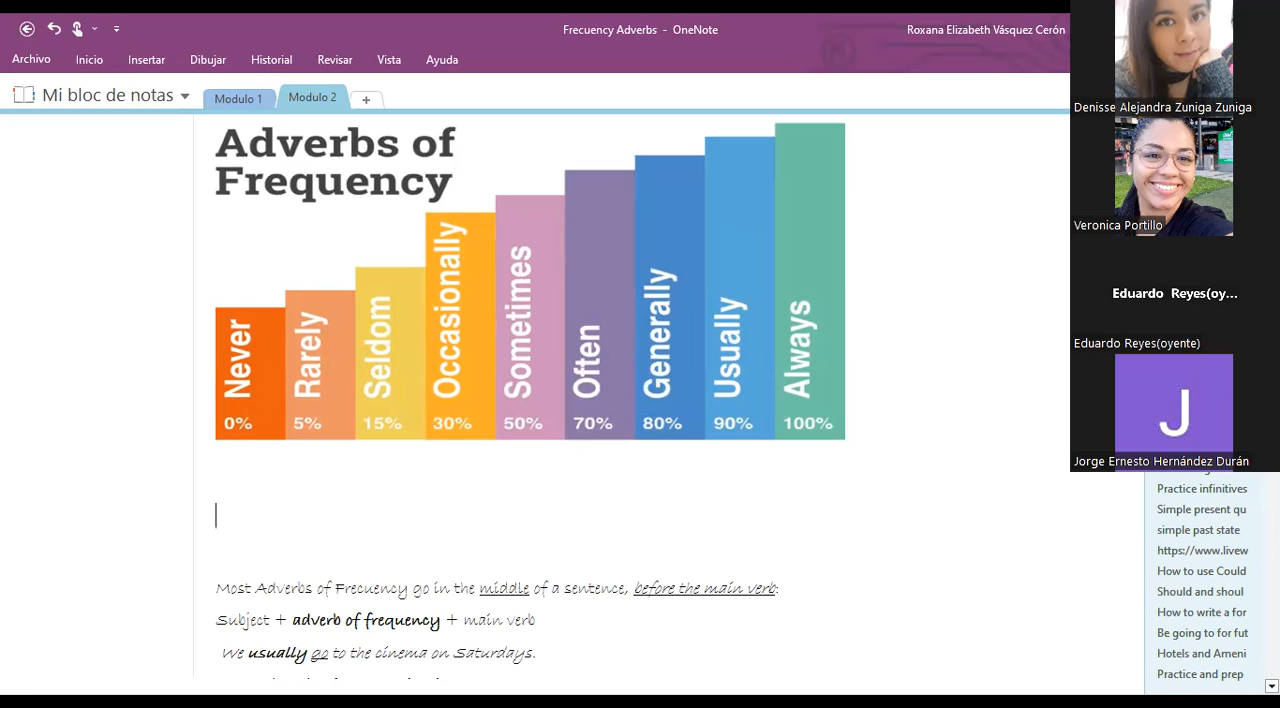 Frecuency Adverbs - OneNote
Roxana Elizabeth Vásquez Cerón
Archivo Inicio Insertar Dibujar Historial Revisar Vista Ayuda
Mi bloc de notas
Modulo 1
Modulo 2
Adverbs of
Frequency
Never
0%
Rarely
5%
Seldom
15%
Occasionally
30%
Sometimes
50%
Often
70%
Generally
80%
Usually
90%
Always
100%
Most Adverbs of Frecuency go in the middle of a sentence, before the main verb:
Subject + adverb of frequency + main verb
We usually go to the cinema on Saturdays.
Denisse Alejandra Zuniga Zuniga
Veronica Portillo
Eduardo Reyes(oy...
Eduardo Reyes(oyente)
J
Jorge Ernesto Hernández Durán
Practice infinitives
Simple present qu
simple past state
https://www.livew
How to use Could
Should and shoul
How to write a for
Be going to for fut
Hotels and Ameni
Practice and prep